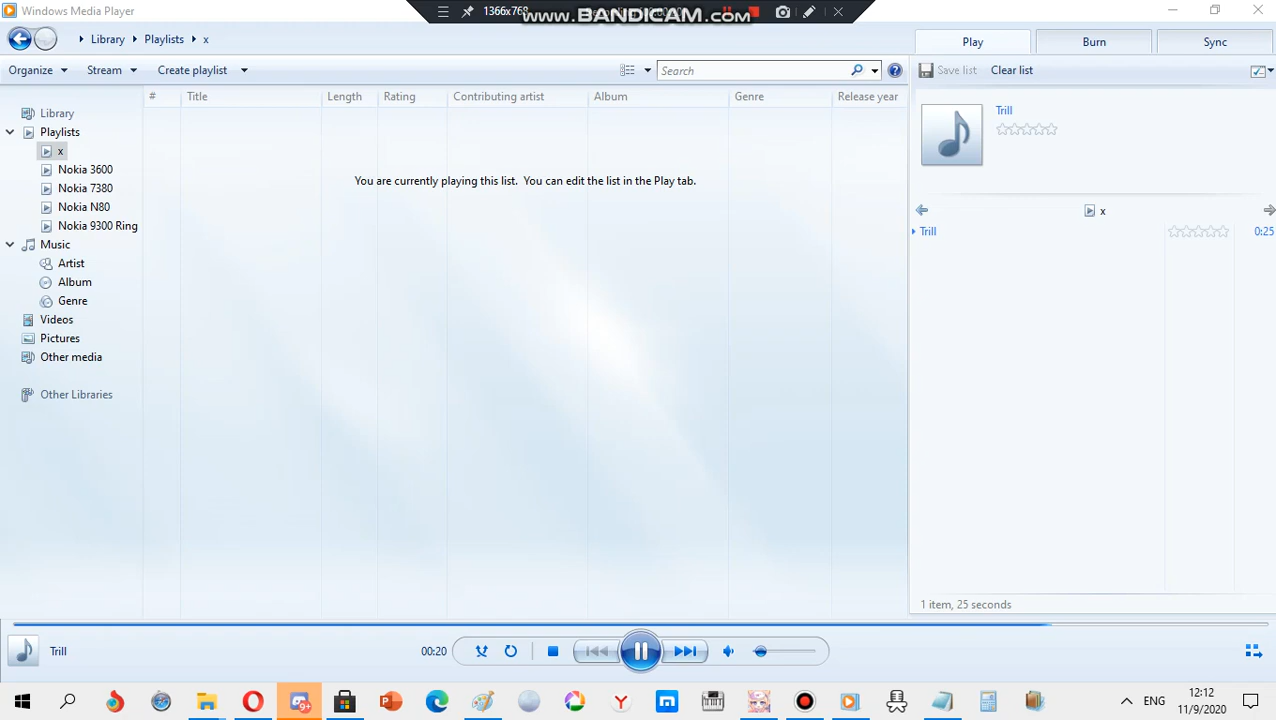 Windows Media Player
1366x768
www.BANDICAM.com
Library
Playlists
x
Play
Burn
Sync
Organize
Stream
Create playlist
Search
Save list
Clear list
#
Title
Length
Rating
Contributing artist
Album
Genre
Release year
Library
Playlists
x
Nokia 3600
Nokia 7380
Nokia N80
Nokia 9300 Ring
Music
Artist
Album
Genre
Videos
Pictures
Other media
Other Libraries
You are currently playing this list. You can edit the list in the Play tab.
Trill
x
Trill
0:25
1 item, 25 seconds
Trill
00:20
9+
ENG
12:12
11/9/2020